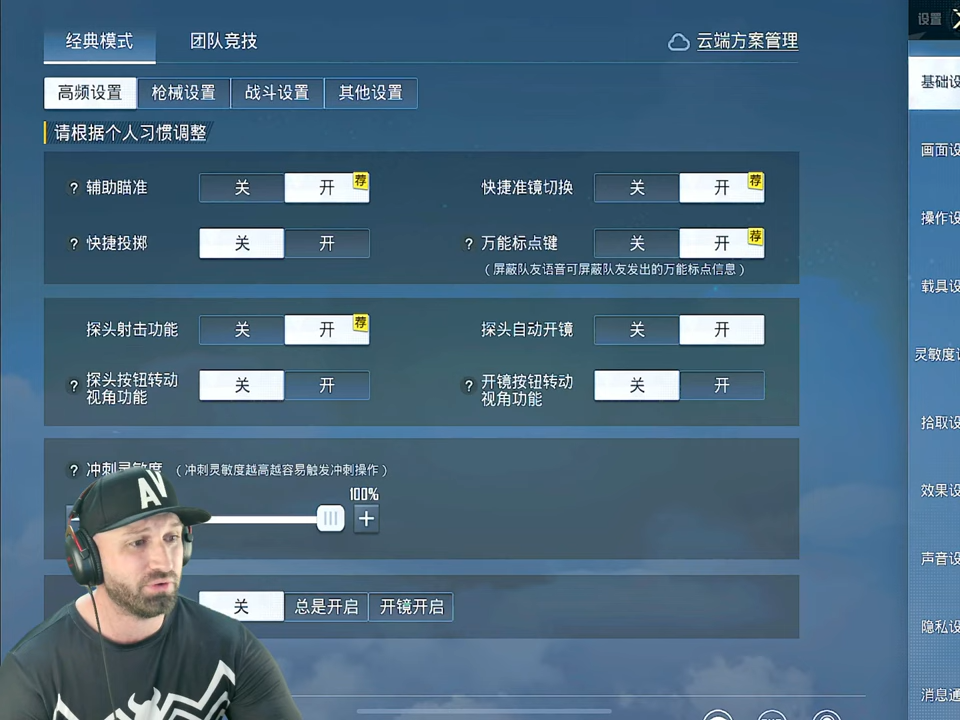 经典模式 团队竞技 云端方案管理 设置
高频设置 枪械设置 战斗设置 其他设置 基础设
请根据个人习惯调整
画面设
? 辅助瞄准 关 开 荐 快捷准镜切换 关 开 荐
操作设
? 快捷投掷 关 开 ? 万能标点键 关 开 荐
（屏蔽队友语音可屏蔽队友发出的万能标点信息）
载具设
探头射击功能 关 开 荐 探头自动开镜 关 开
灵敏度
? 探头按钮转动 关 开 ? 开镜按钮转动 关 开
视角功能 视角功能
拾取设
? 冲刺灵敏度 （冲刺灵敏度越高越容易触发冲刺操作）
效果设
100%
+
AV
声音设
关 总是开启 开镜开启
隐私设
消息通